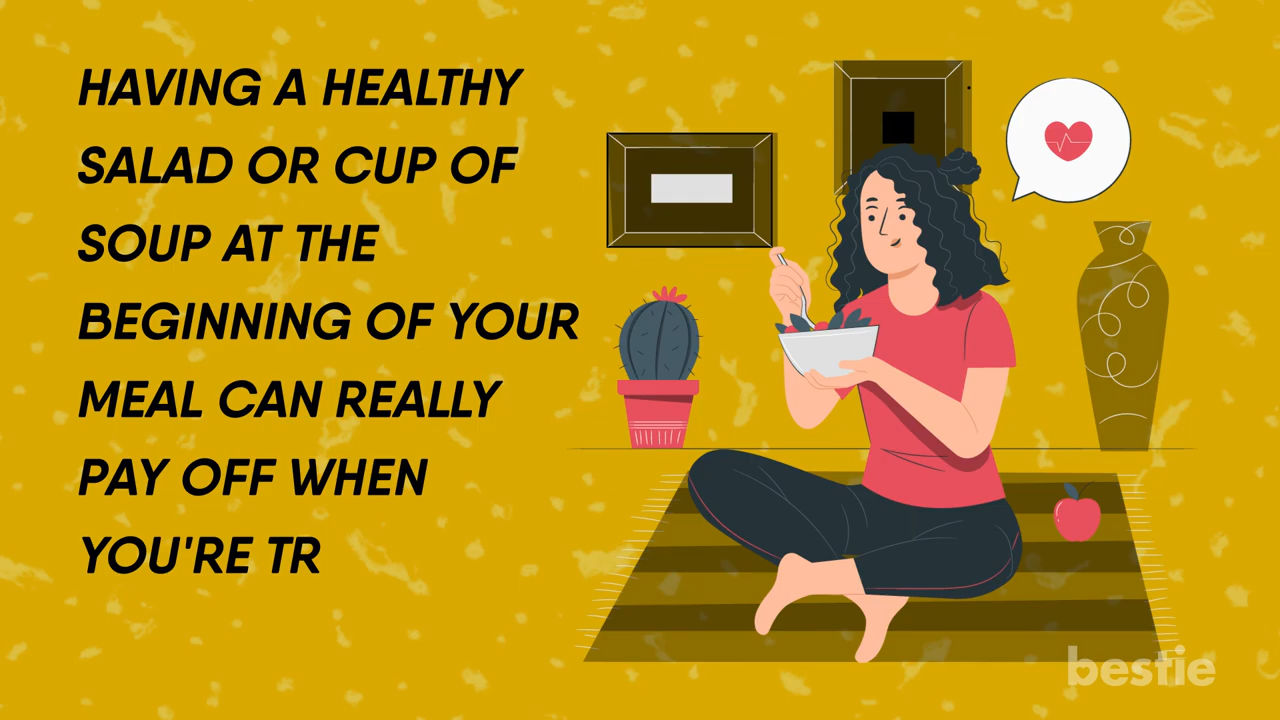 HAVING A HEALTHY
SALAD OR CUP OF
SOUP AT THE
BEGINNING OF YOUR
MEAL CAN REALLY
PAY OFF WHEN
YOU'RE TR
bestie